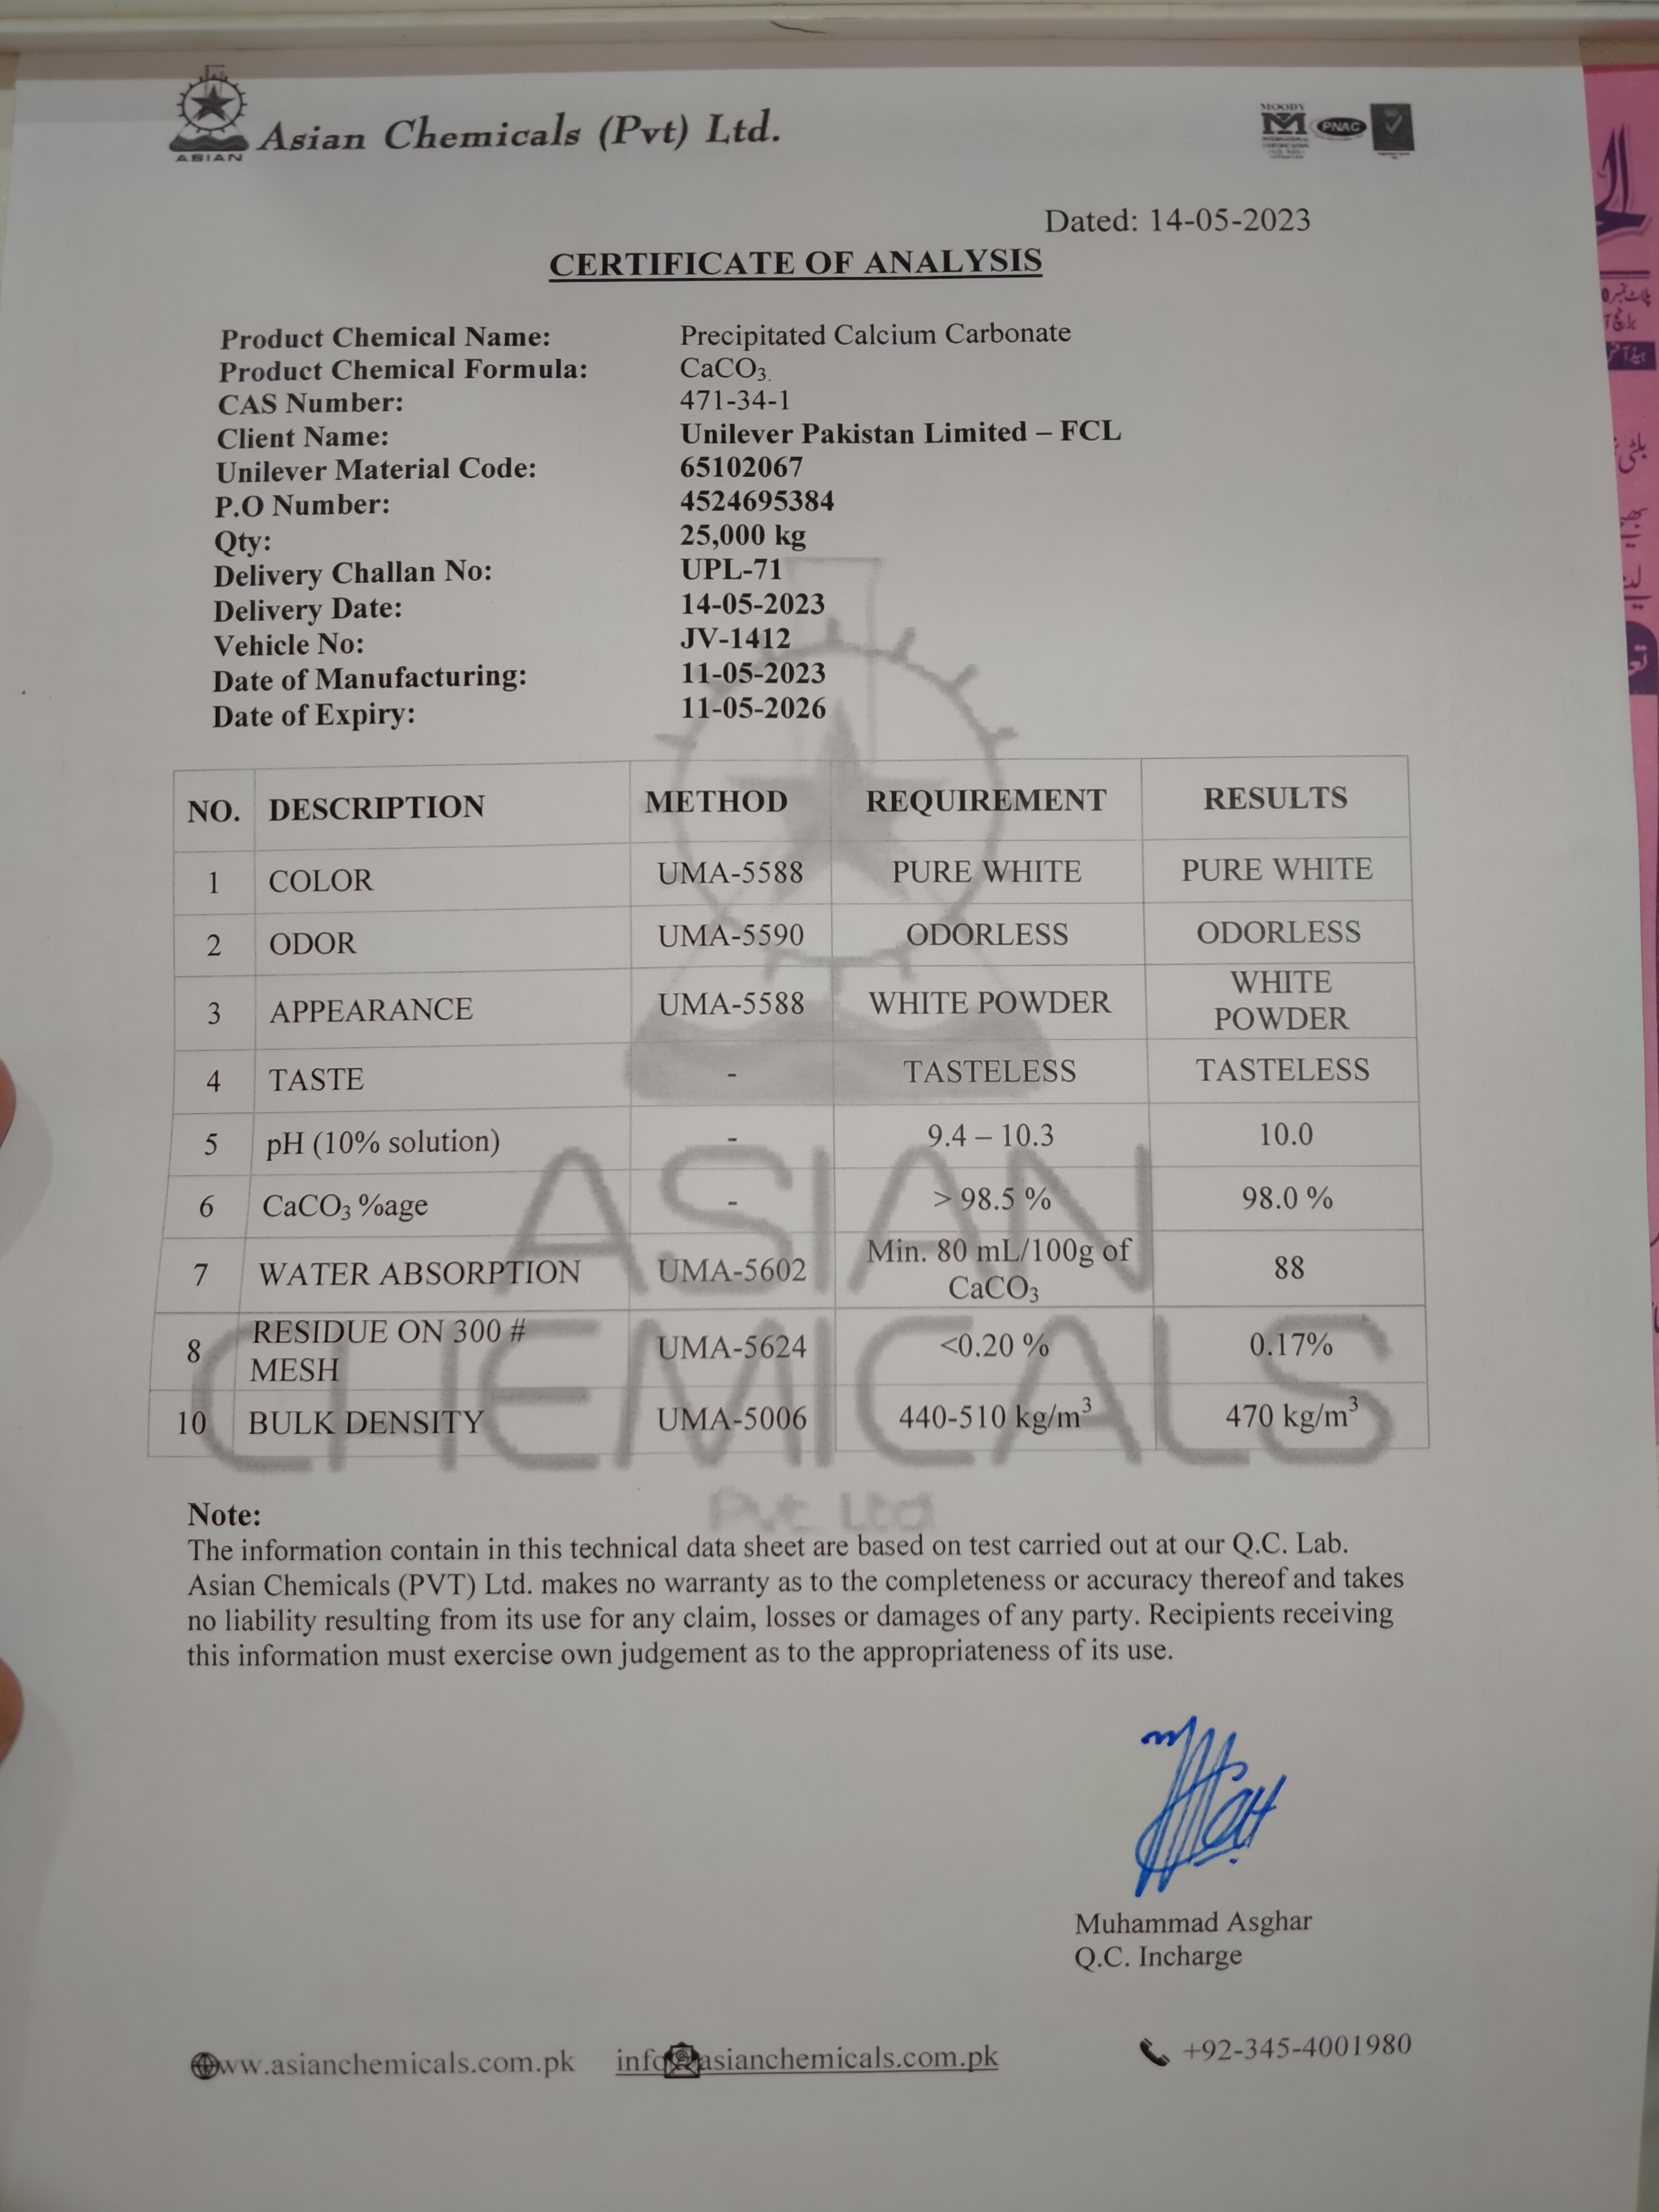 Asian Chemicals (Pvt) Ltd.
ASIAN
MOODY
PNAC
Dated: 14-05-2023
CERTIFICATE OF ANALYSIS
Product Chemical Name: Precipitated Calcium Carbonate
Product Chemical Formula: CaCO₃.
CAS Number: 471-34-1
Client Name: Unilever Pakistan Limited – FCL
Unilever Material Code: 65102067
P.O Number: 4524695384
Qty: 25,000 kg
Delivery Challan No: UPL-71
Delivery Date: 14-05-2023
Vehicle No: JV-1412
Date of Manufacturing: 11-05-2023
Date of Expiry: 11-05-2026
NO. DESCRIPTION METHOD REQUIREMENT RESULTS
1 COLOR UMA-5588 PURE WHITE PURE WHITE
2 ODOR UMA-5590 ODORLESS ODORLESS
3 APPEARANCE UMA-5588 WHITE POWDER WHITE POWDER
4 TASTE - TASTELESS TASTELESS
5 pH (10% solution) - 9.4 – 10.3 10.0
6 CaCO₃ %age - > 98.5 % 98.0 %
7 WATER ABSORPTION UMA-5602 Min. 80 mL/100g of CaCO₃ 88
8 RESIDUE ON 300 # MESH UMA-5624 <0.20 % 0.17%
10 BULK DENSITY UMA-5006 440-510 kg/m³ 470 kg/m³
ASIAN
CHEMICALS
Pvt. Ltd
Note:
The information contain in this technical data sheet are based on test carried out at our Q.C. Lab.
Asian Chemicals (PVT) Ltd. makes no warranty as to the completeness or accuracy thereof and takes
no liability resulting from its use for any claim, losses or damages of any party. Recipients receiving
this information must exercise own judgement as to the appropriateness of its use.
Muhammad Asghar
Q.C. Incharge
www.asianchemicals.com.pk info@asianchemicals.com.pk +92-345-4001980